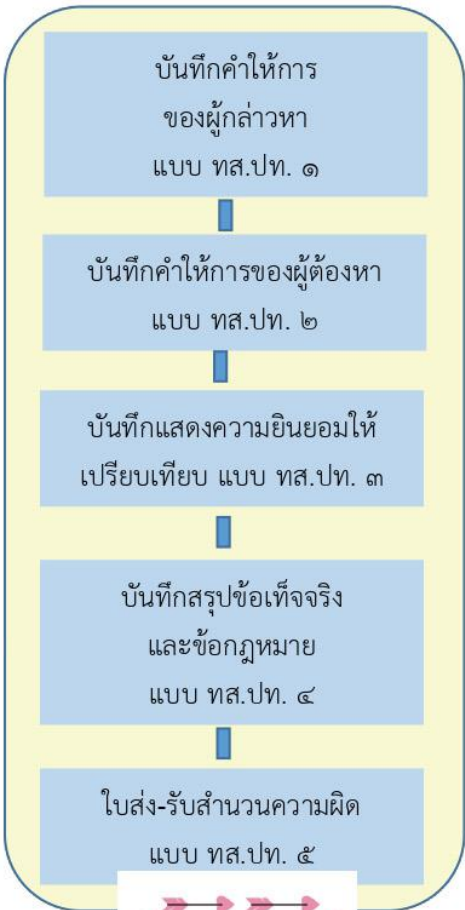 บันทึกคำให้การ
ของผู้กล่าวหา
แบบ ทส.ปท. ๑
บันทึกคำให้การของผู้ต้องหา
แบบ ทส.ปท. ๒
บันทึกแสดงความยินยอมให้
เปรียบเทียบ แบบ ทส.ปท. ๓
บันทึกสรุปข้อเท็จจริง
และข้อกฎหมาย
แบบ ทส.ปท. ๔
ใบส่ง-รับสำนวนความผิด
แบบ ทส.ปท. ๕